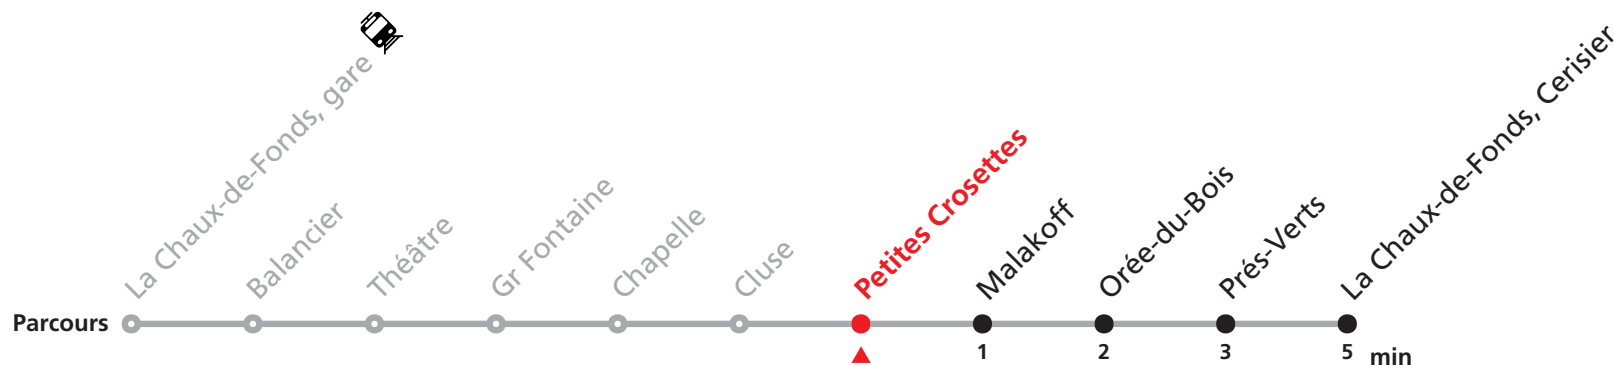 La Chaux-de-Fonds, gare
Balancier
Théâtre
Gr Fontaine
Chapelle
Cluse
Petites Crosettes
Malakoff
Orée-du-Bois
Prés-Verts
La Chaux-de-Fonds, Cerisier
Parcours
1 2 3 5 min